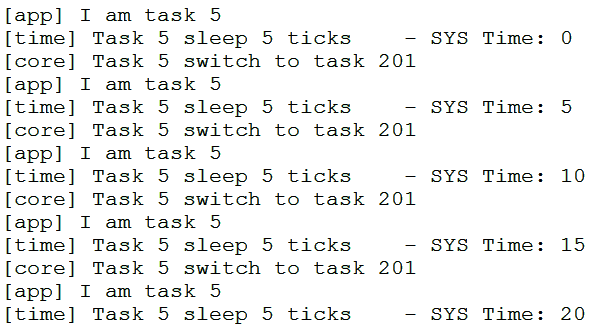 [app] I am task 5
[time] Task 5 sleep 5 ticks    - SYS Time: 0
[core] Task 5 switch to task 201
[app] I am task 5
[time] Task 5 sleep 5 ticks    - SYS Time: 5
[core] Task 5 switch to task 201
[app] I am task 5
[time] Task 5 sleep 5 ticks    - SYS Time: 10
[core] Task 5 switch to task 201
[app] I am task 5
[time] Task 5 sleep 5 ticks    - SYS Time: 15
[core] Task 5 switch to task 201
[app] I am task 5
[time] Task 5 sleep 5 ticks    - SYS Time: 20